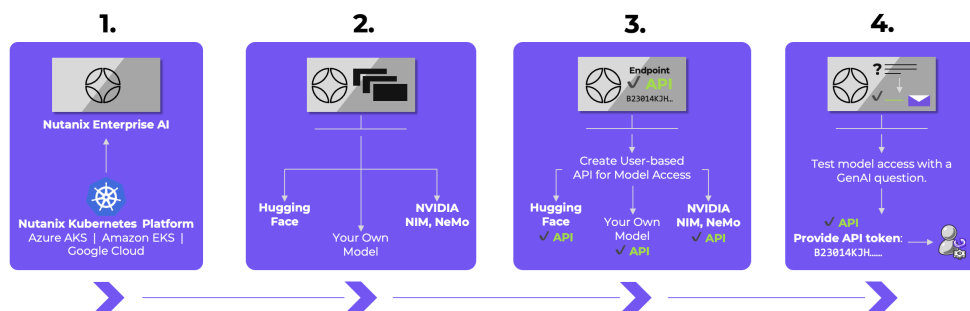 1.
Nutanix Enterprise AI
Nutanix Kubernetes Platform
Azure AKS | Amazon EKS |
Google Cloud
2.
Hugging
Face
Your Own
Model
NVIDIA
NIM, NeMo
3.
Endpoint
✓ API
B23014KJH...
Create User-based
API for Model Access
Hugging
Face
✓ API
Your Own
Model
✓ API
NVIDIA
NIM, NeMo
✓ API
4.
?
✓
Test model access with a
GenAI question.
✓ API
Provide API token:
B23014KJH......